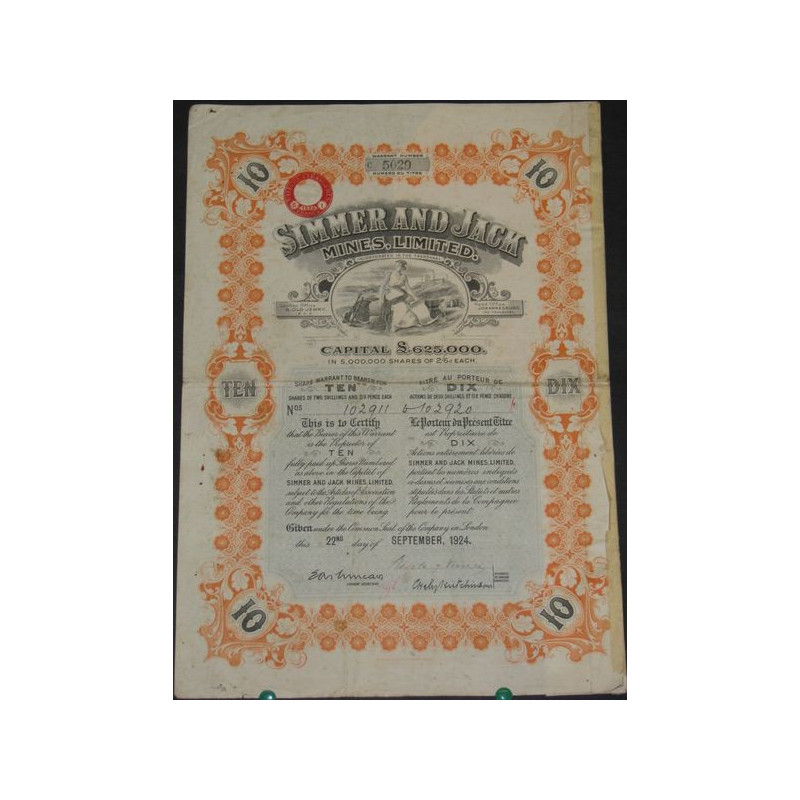 WARRANT NUMBER
5029
NUMERO DU TITRE
10
10
SIMMER AND JACK
MINES, LIMITED.
INCORPORATED IN THE TRANSVAAL
HEAD OFFICE
JOHANNESBURG
CAPITAL £625,000,
IN 5,000,000 SHARES OF 2/6d EACH.
SHARE WARRANT TO BEARER FOR
TEN
SHARES OF TWO SHILLINGS AND SIX PENCE EACH
TITRE AU PORTEUR DE
DIX
ACTIONS DE DEUX SHILLINGS ET SIX PENCE CHACUNE
TEN
DIX
Nos 102911 to 102920
This is to Certify
that the Bearer of this Warrant
is the Proprietor of
TEN
fully paid up Shares Numbered
as above in the Capital of
SIMMER AND JACK MINES, LIMITED,
subject to the Articles of Association
and other Regulations of the
Company for the time being
Le Porteur du Présent Titre
est Propriétaire de
DIX
Actions entièrement libérées de
SIMMER AND JACK MINES, LIMITED,
portant les numéros indiqués
ci-dessus et soumises aux conditions
stipulées dans les Statuts et autres
Règlements de la Compagnie
pour le présent
Given under the Common Seal of the Company in London
this 22ND day of SEPTEMBER, 1924.
10
10